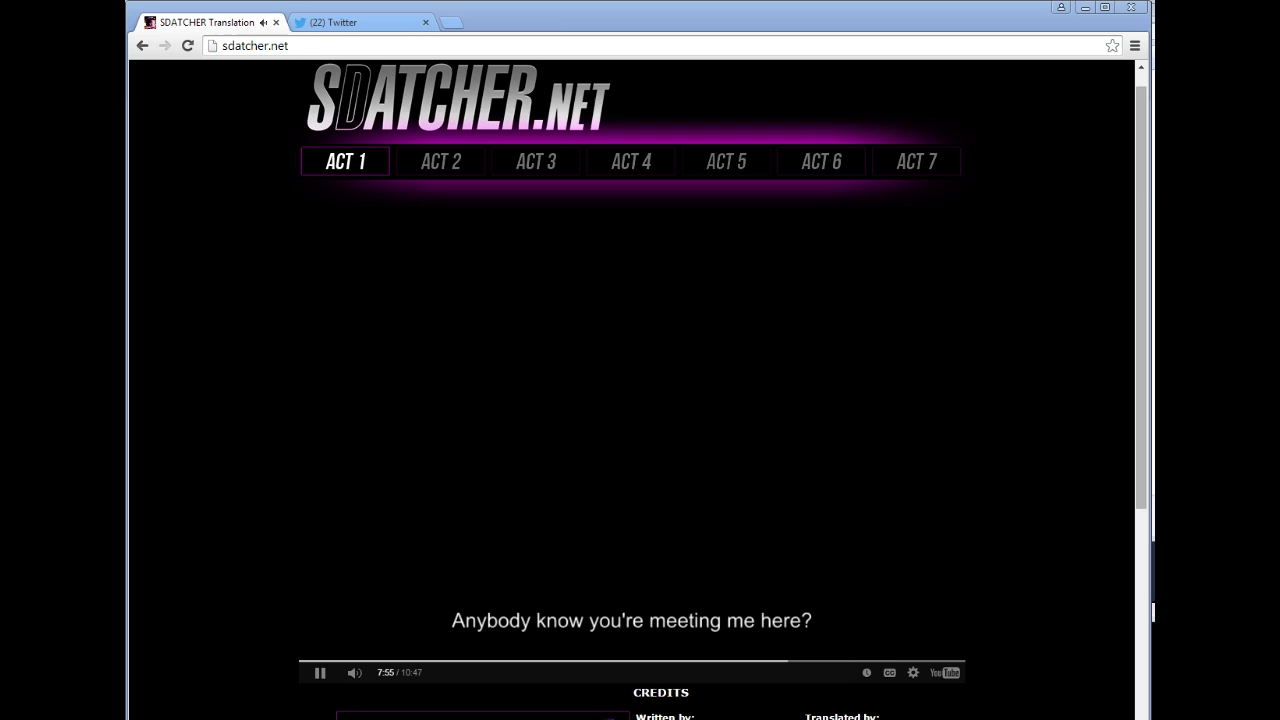 SDATCHER Translation
(22) Twitter
sdatcher.net
SDATCHER.NET
ACT 1 ACT 2 ACT 3 ACT 4 ACT 5 ACT 6 ACT 7
Anybody know you're meeting me here?
7:55 / 10:47
CC
YouTube
CREDITS
Written by: Translated by: